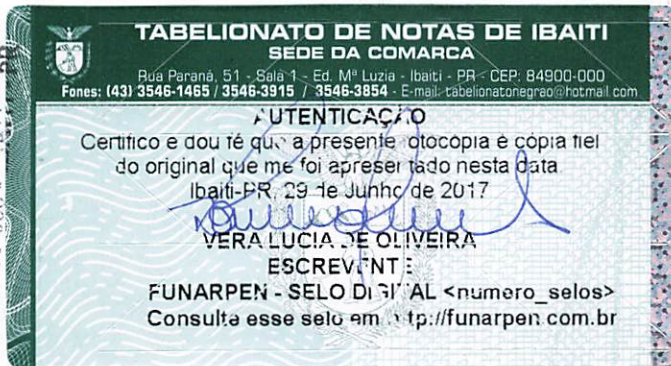 TABELIONATO DE NOTAS DE IBAITI
SEDE DA COMARCA
Rua Paraná, 51 - Sala 1 - Ed. Mª Luzia - Ibaiti - PR - CEP: 84900-000
Fones: (43) 3546-1465 / 3546-3915 / 3546-3854 - E-mail: tabelionatonegrao@hotmail.com
AUTENTICAÇÃO
Certifico e dou fé que a presente fotocópia é cópia fiel
do original que me foi apresentado nesta data.
Ibaiti-PR, 29 de Junho de 2017
VERA LUCIA DE OLIVEIRA
ESCREVENTE
FUNARPEN - SELO DIGITAL <numero_selos>
Consulte esse selo em http://funarpen.com.br